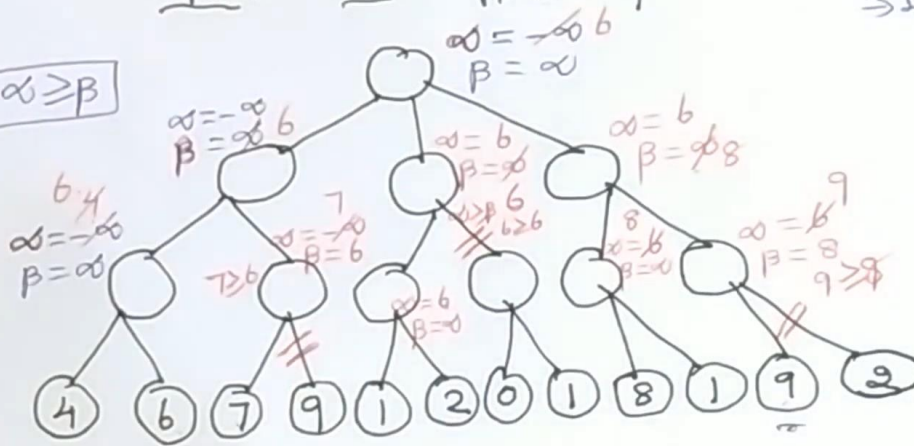 α = -∞ 6
β = ∞
α ≥ β
α = -∞
β = ∞ 6
α = 6
β = ∞ 6
α ≥ β
6 ≥ 6
α = 6
β = ∞ 8
6 4
α = -∞
β = ∞
7
α = -∞
β = 6
7 ≥ 6
α = 6
β = ∞
8
α = 6
β = ∞
9
α = 6
β = 8
9 ≥ 8
4 6 7 9 1 2 0 1 8 1 9 2